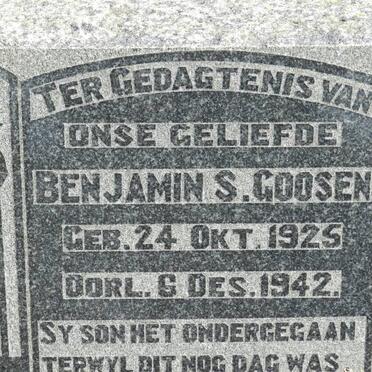 TER GEDAGTENIS VAN
ONSE GELIEFDE
BENJAMIN S. GOOSEN
GEB. 24 OKT. 1925
OORL. 6 DES. 1942.
SY SON HET ONDERGEGAAN
TERWYL DIT NOG DAG WAS.